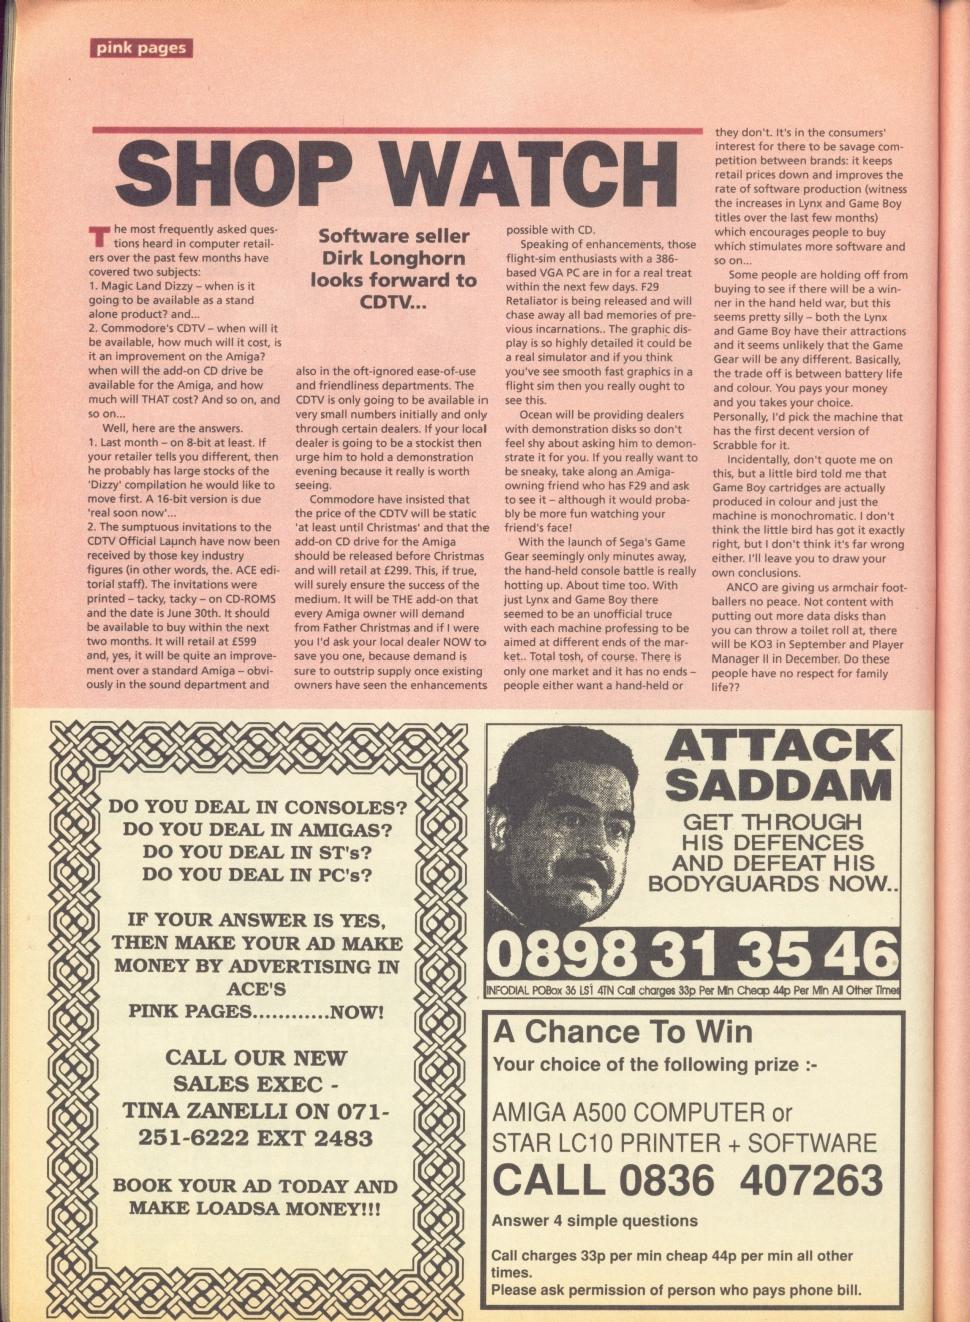 pink pages
SHOP WATCH
The most frequently asked ques-
tions heard in computer retail-
ers over the past few months have
covered two subjects:
1. Magic Land Dizzy – when is it
going to be available as a stand
alone product? and...
2. Commodore's CDTV – when will it
be available, how much will it cost, is
it an improvement on the Amiga?
when will the add-on CD drive be
available for the Amiga, and how
much will THAT cost? And so on, and
so on...
Well, here are the answers.
1. Last month – on 8-bit at least. If
your retailer tells you different, then
he probably has large stocks of the
'Dizzy' compilation he would like to
move first. A 16-bit version is due
'real soon now'...
2. The sumptuous invitations to the
CDTV Official Launch have now been
received by those key industry
figures (in other words, the. ACE edi-
torial staff). The invitations were
printed – tacky, tacky – on CD-ROMS
and the date is June 30th. It should
be available to buy within the next
two months. It will retail at £599
and, yes, it will be quite an improve-
ment over a standard Amiga – obvi-
ously in the sound department and
Software seller
Dirk Longhorn
looks forward to
CDTV...
also in the oft-ignored ease-of-use
and friendliness departments. The
CDTV is only going to be available in
very small numbers initially and only
through certain dealers. If your local
dealer is going to be a stockist then
urge him to hold a demonstration
evening because it really is worth
seeing.
Commodore have insisted that
the price of the CDTV will be static
'at least until Christmas' and that the
add-on CD drive for the Amiga
should be released before Christmas
and will retail at £299. This, if true,
will surely ensure the success of the
medium. It will be THE add-on that
every Amiga owner will demand
from Father Christmas and if I were
you I'd ask your local dealer NOW to
save you one, because demand is
sure to outstrip supply once existing
owners have seen the enhancements
possible with CD.
Speaking of enhancements, those
flight-sim enthusiasts with a 386-
based VGA PC are in for a real treat
within the next few days. F29
Retaliator is being released and will
chase away all bad memories of pre-
vious incarnations.. The graphic dis-
play is so highly detailed it could be
a real simulator and if you think
you've seen smooth fast graphics in a
flight sim then you really ought to
see this.
Ocean will be providing dealers
with demonstration disks so don't
feel shy about asking him to demon-
strate it for you. If you really want to
be sneaky, take along an Amiga-
owning friend who has F29 and ask
to see it – although it would proba-
bly be more fun watching your
friend's face!
With the launch of Sega's Game
Gear seemingly only minutes away,
the hand-held console battle is really
hotting up. About time too. With
just Lynx and Game Boy there
seemed to be an unofficial truce
with each machine professing to be
aimed at different ends of the mar-
ket.. Total tosh, of course. There is
only one market and it has no ends –
people either want a hand-held or
they don't. It's in the consumers'
interest for there to be savage com-
petition between brands: it keeps
retail prices down and improves the
rate of software production (witness
the increases in Lynx and Game Boy
titles over the last few months)
which encourages people to buy
which stimulates more software and
so on...
Some people are holding off from
buying to see if there will be a win-
ner in the hand held war, but this
seems pretty silly – both the Lynx
and Game Boy have their attractions
and it seems unlikely that the Game
Gear will be any different. Basically,
the trade off is between battery life
and colour. You pays your money
and you takes your choice.
Personally, I'd pick the machine that
has the first decent version of
Scrabble for it.
Incidentally, don't quote me on
this, but a little bird told me that
Game Boy cartridges are actually
produced in colour and just the
machine is monochromatic. I don't
think the little bird has got it exactly
right, but I don't think it's far wrong
either. I'll leave you to draw your
own conclusions.
ANCO are giving us armchair foot-
ballers no peace. Not content with
putting out more data disks than
you can throw a toilet roll at, there
will be KO3 in September and Player
Manager II in December. Do these
people have no respect for family
life??
DO YOU DEAL IN CONSOLES?
DO YOU DEAL IN AMIGAS?
DO YOU DEAL IN ST's?
DO YOU DEAL IN PC's?
IF YOUR ANSWER IS YES,
THEN MAKE YOUR AD MAKE
MONEY BY ADVERTISING IN
ACE'S
PINK PAGES............NOW!
CALL OUR NEW
SALES EXEC -
TINA ZANELLI ON 071-
251-6222 EXT 2483
BOOK YOUR AD TODAY AND
MAKE LOADSA MONEY!!!
ATTACK
SADDAM
GET THROUGH
HIS DEFENCES
AND DEFEAT HIS
BODYGUARDS NOW..
0898 31 35 46
INFODIAL POBox 36 LS1 4TN Call charges 33p Per Min Cheap 44p Per Min All Other Times
A Chance To Win
Your choice of the following prize :-
AMIGA A500 COMPUTER or
STAR LC10 PRINTER + SOFTWARE
CALL 0836 407263
Answer 4 simple questions
Call charges 33p per min cheap 44p per min all other
times.
Please ask permission of person who pays phone bill.